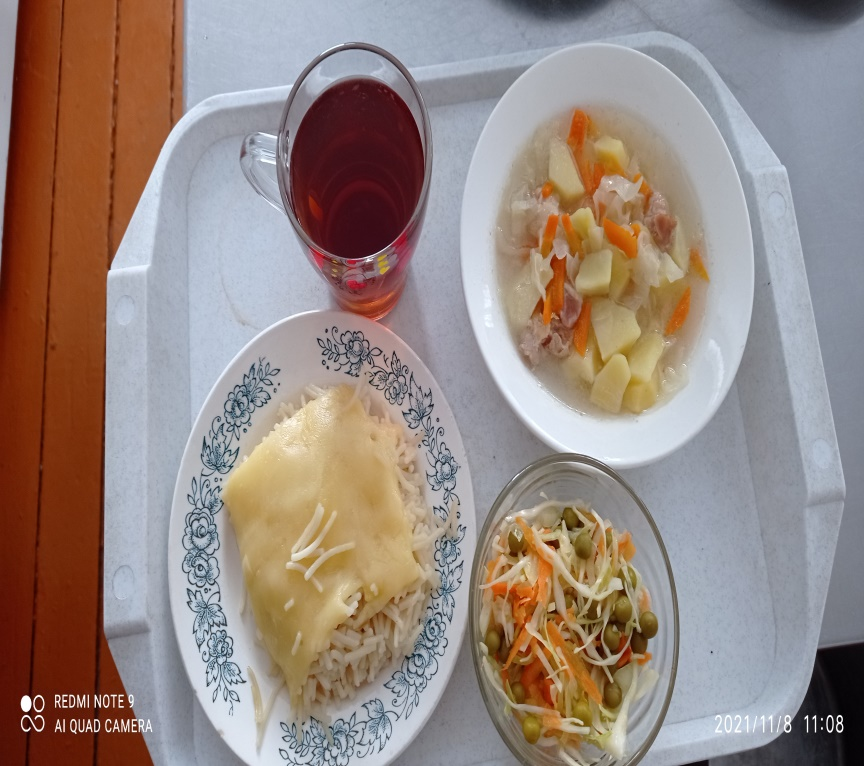 REDMI NOTE 9
AI QUAD CAMERA
2021/11/8 11:08